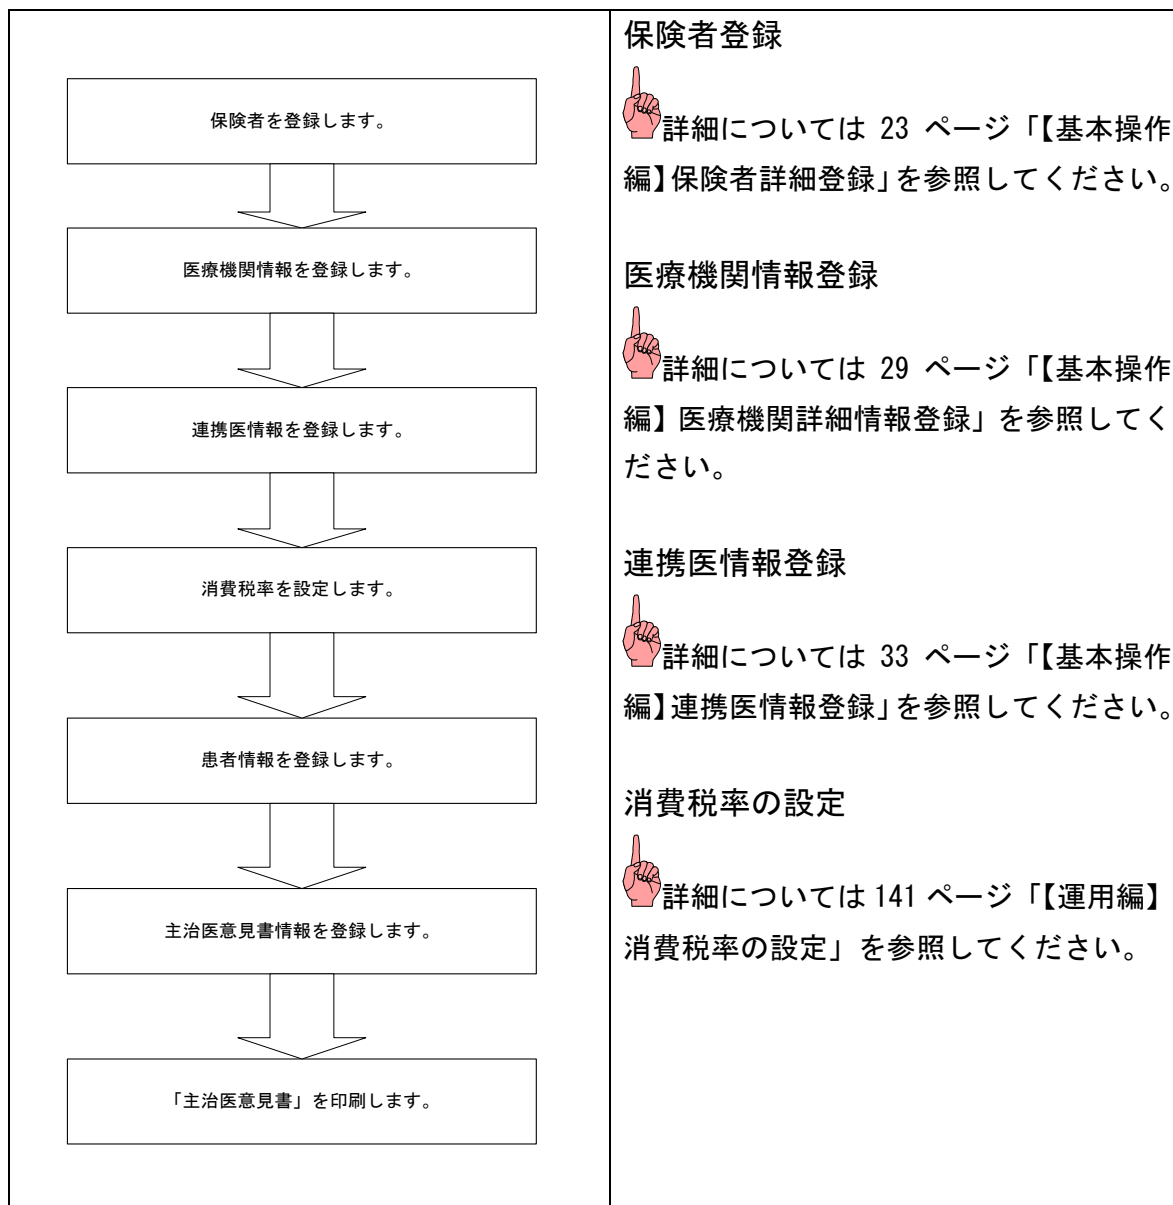 保険者を登録します。
医療機関情報を登録します。
連携医情報を登録します。
消費税率を設定します。
患者情報を登録します。
主治医意見書情報を登録します。
「主治医意見書」を印刷します。
保険者登録
詳細については 23 ページ「【基本操作
編】保険者詳細登録」を参照してください。
医療機関情報登録
詳細については 29 ページ「【基本操作
編】医療機関詳細情報登録」を参照してく
ださい。
連携医情報登録
詳細については 33 ページ「【基本操作
編】連携医情報登録」を参照してください。
消費税率の設定
詳細については 141 ページ「【運用編】
消費税率の設定」を参照してください。